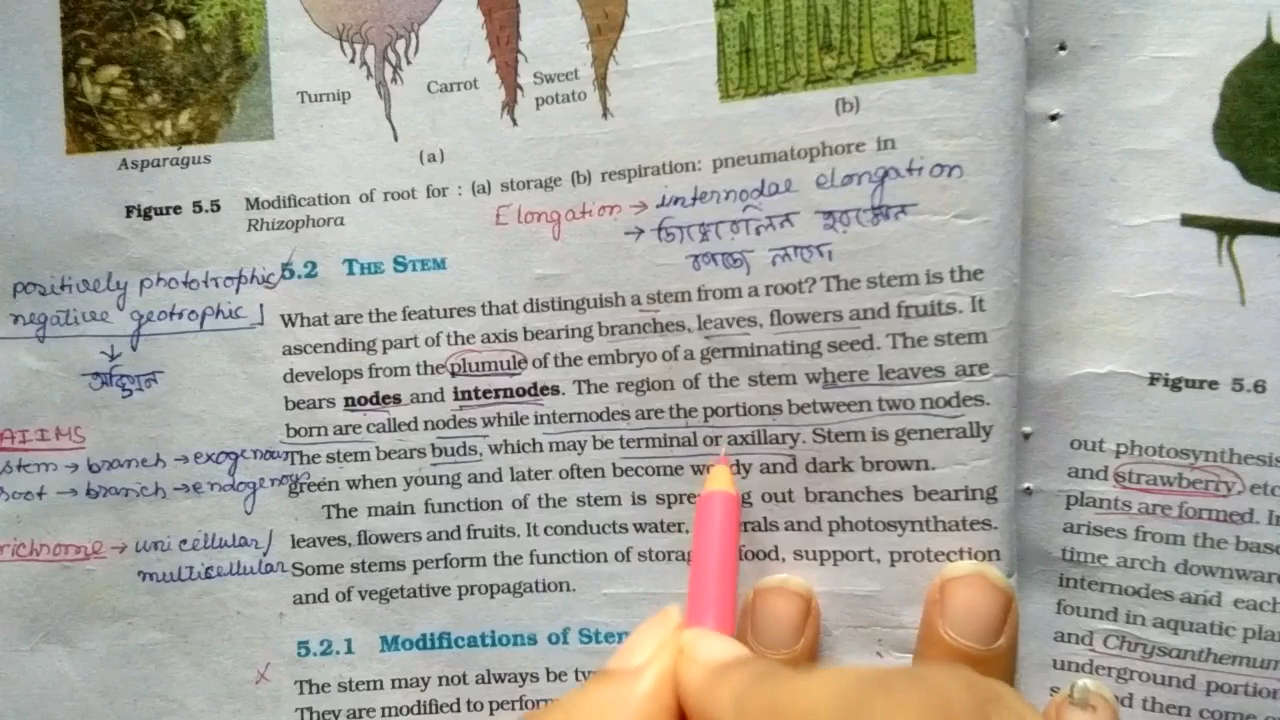 Turnip
Carrot
Sweet
potato
Asparagus
(a)
(b)
Figure 5.5 Modification of root for : (a) storage (b) respiration: pneumatophore in
Rhizophora
Elongation → internodal elongation
→ জিব্বেরেলিন হরমোন
কাজে লাগে।
positively phototrophic
negative geotrophic
↓
5.2 THE STEM
What are the features that distinguish a stem from a root? The stem is the
ascending part of the axis bearing branches, leaves, flowers and fruits. It
develops from the plumule of the embryo of a germinating seed. The stem
bears nodes and internodes. The region of the stem where leaves are
born are called nodes while internodes are the portions between two nodes.
The stem bears buds, which may be terminal or axillary. Stem is generally
green when young and later often become and dark brown.
The main function of the stem is out branches bearing
leaves, flowers and fruits. It conducts water, and photosynthates.
Some stems perform the function of food, support, protection
and of vegetative propagation.
AIIMS
stem → branch → exogenous
root → branch → endogenous
→ unicellular/
multicellular
5.2.1 Modifications of
x
The stem may not always be
They are modified to
Figure 5.6
out photosynthesis
and strawberry, etc
plants are formed.
arises from the base
time arch downward
internodes and each
found in aquatic
and Chrysanthemum
underground portion
then come